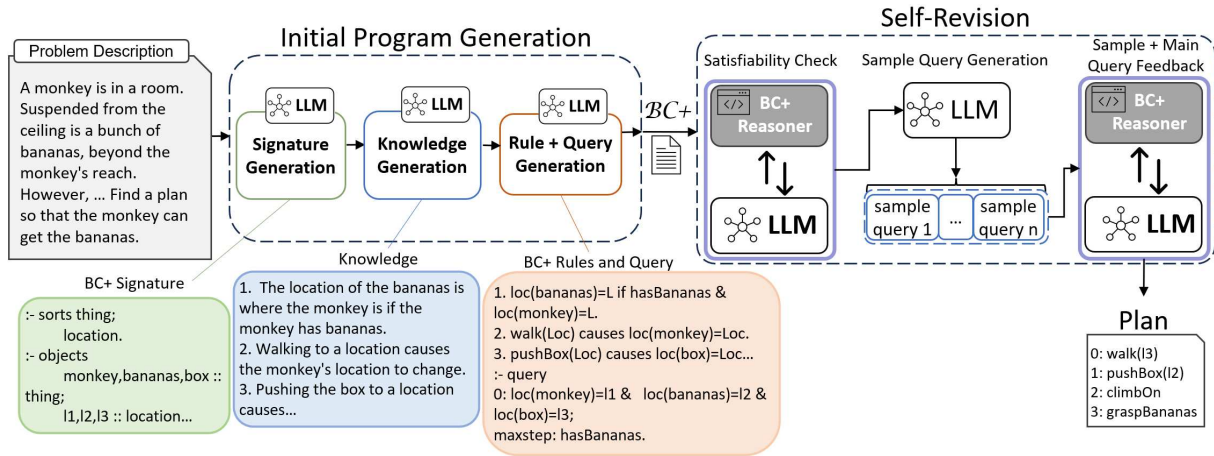 Problem Description
A monkey is in a room.
Suspended from the
ceiling is a bunch of
bananas, beyond the
monkey's reach.
However, ... Find a plan
so that the monkey can
get the bananas.
Initial Program Generation
LLM
Signature
Generation
LLM
Knowledge
Generation
LLM
Rule + Query
Generation
BC+
Self-Revision
Satisfiability Check
</>
BC+
Reasoner
LLM
Sample Query Generation
LLM
sample
query 1
...
sample
query n
Sample + Main
Query Feedback
</>
BC+
Reasoner
LLM
BC+ Signature
:- sorts thing;
location.
:- objects
monkey,bananas,box ::
thing;
l1,l2,l3 :: location...
Knowledge
1. The location of the bananas is
where the monkey is if the
monkey has bananas.
2. Walking to a location causes
the monkey's location to change.
3. Pushing the box to a location
causes...
BC+ Rules and Query
1. loc(bananas)=L if hasBananas &
loc(monkey)=L.
2. walk(Loc) causes loc(monkey)=Loc.
3. pushBox(Loc) causes loc(box)=Loc...
:- query
0: loc(monkey)=l1 & loc(bananas)=l2 &
loc(box)=l3;
maxstep: hasBananas.
Plan
0: walk(l3)
1: pushBox(l2)
2: climbOn
3: graspBananas